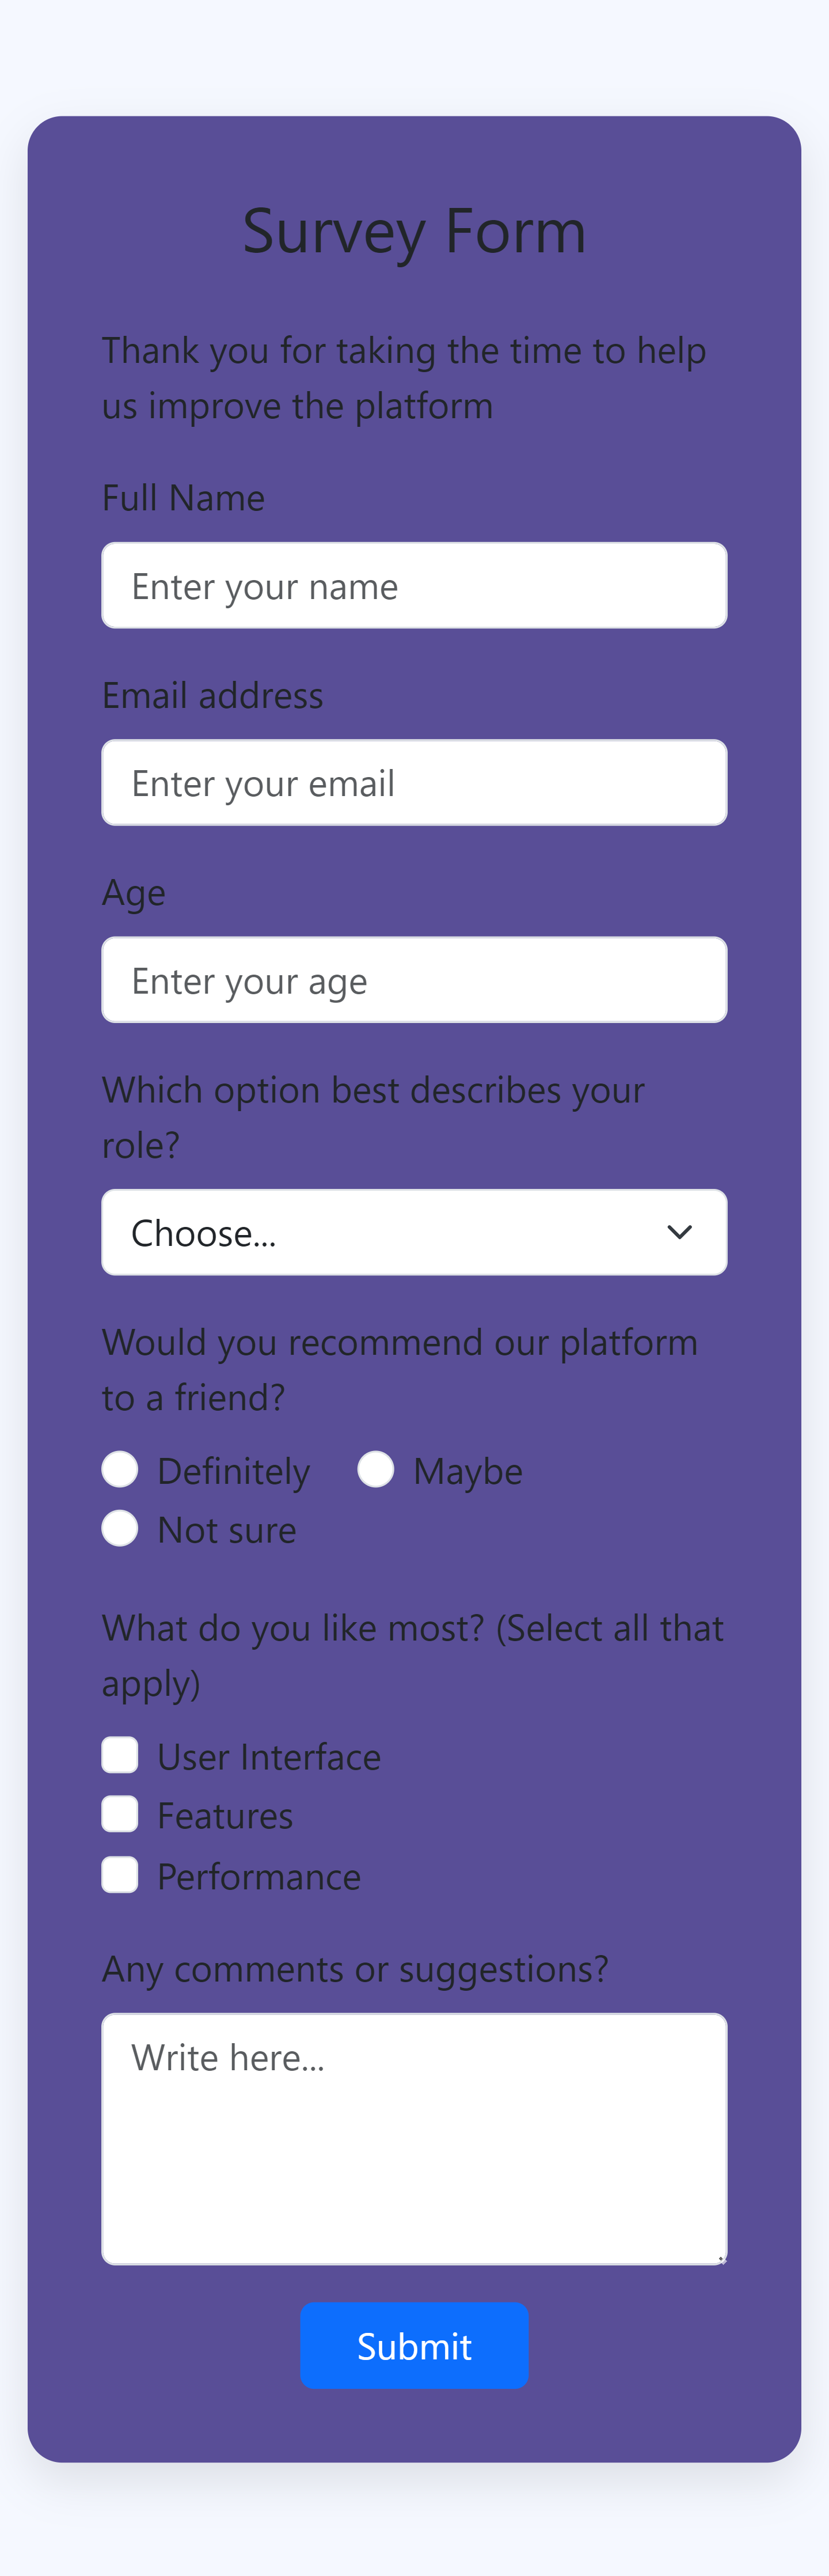 Survey Form
Thank you for taking the time to help
us improve the platform
Full Name
Enter your name
Email address
Enter your email
Age
Enter your age
Which option best describes your
role?
Choose...
Would you recommend our platform
to a friend?
Definitely Maybe
Not sure
What do you like most? (Select all that
apply)
User Interface
Features
Performance
Any comments or suggestions?
Write here...
Submit